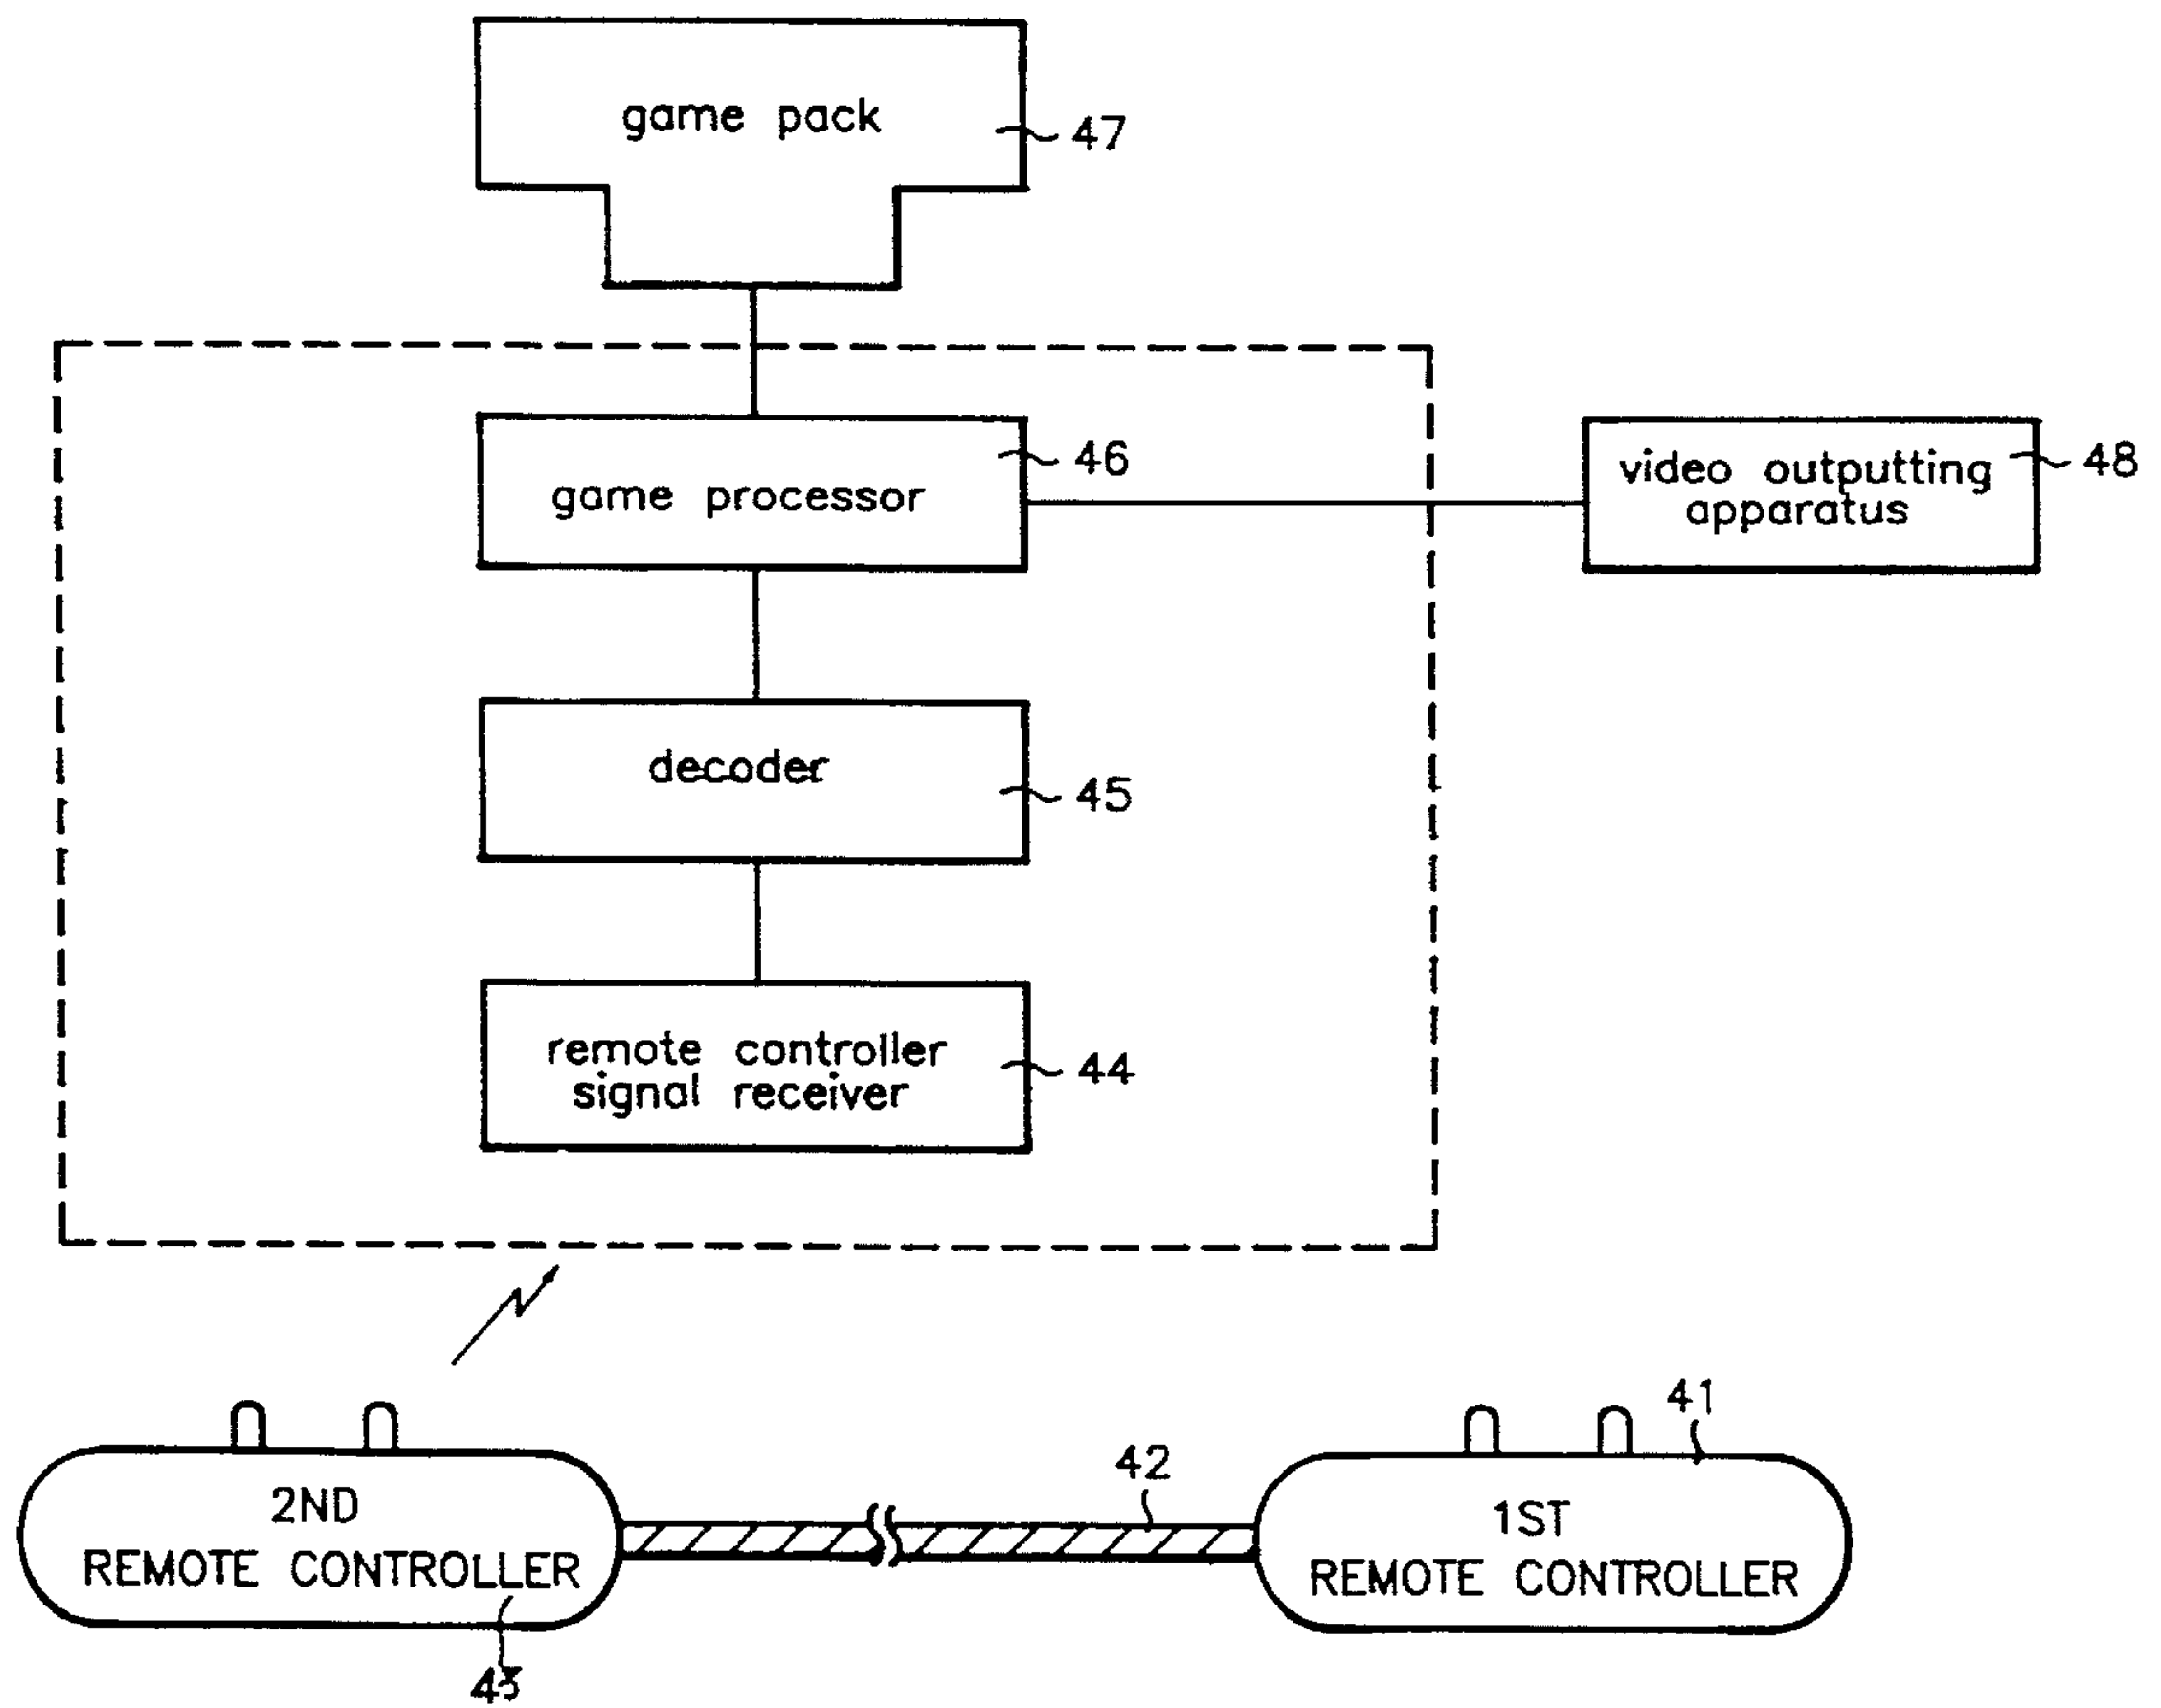 game pack
47
46
game processor
video outputting
apparatus
48
decoder
45
remote controller
signal receiver
44
41
42
2ND
REMOTE CONTROLLER
1ST
REMOTE CONTROLLER
43